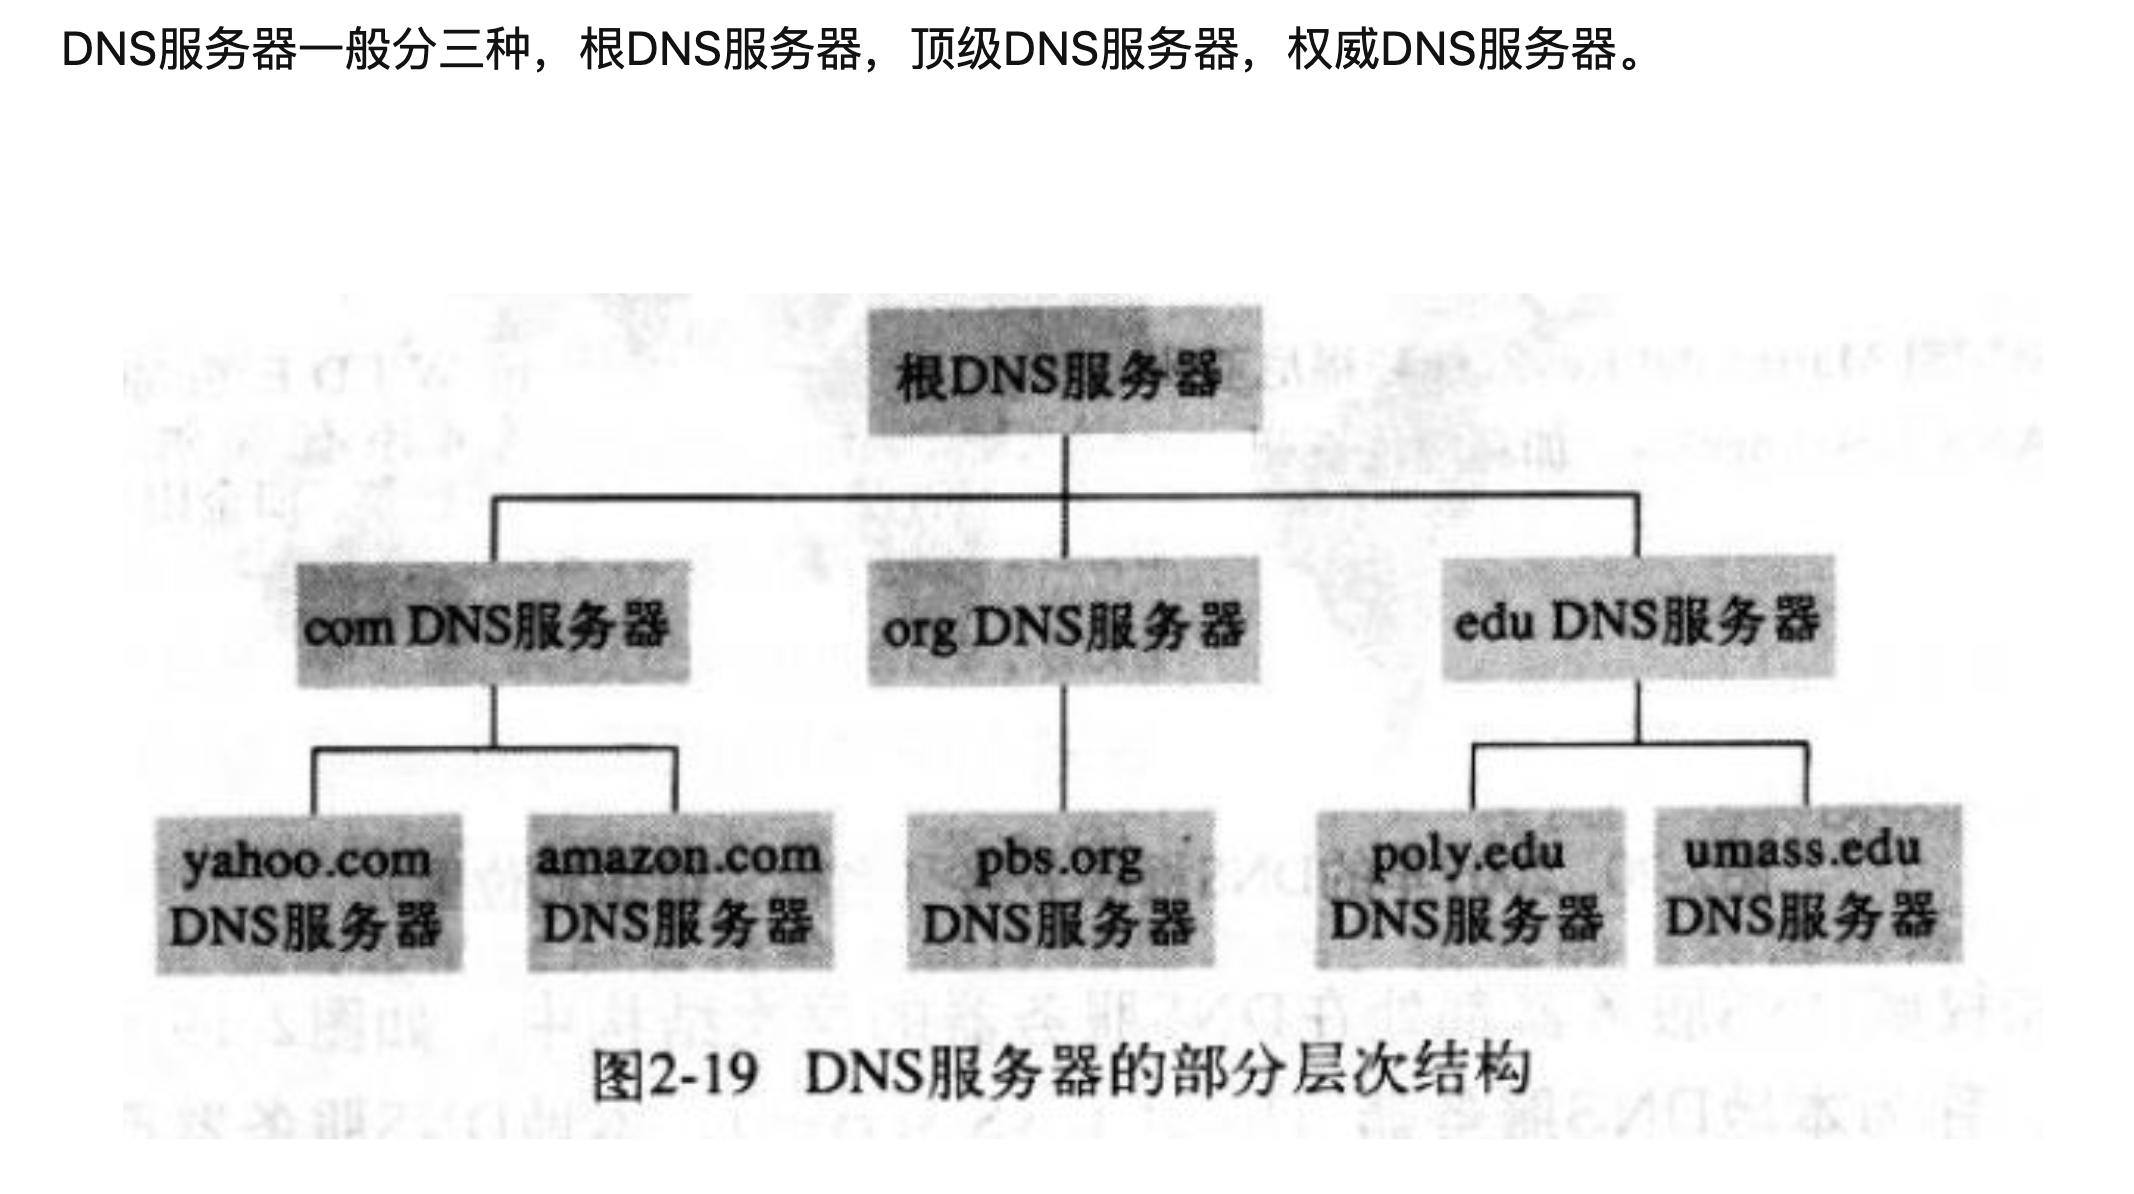 DNS服务器一般分三种，根DNS服务器，顶级DNS服务器，权威DNS服务器。
根DNS服务器
com DNS服务器
org DNS服务器
edu DNS服务器
yahoo.com
DNS服务器
amazon.com
DNS服务器
pbs.org
DNS服务器
poly.edu
DNS服务器
umass.edu
DNS服务器
图2-19 DNS服务器的部分层次结构